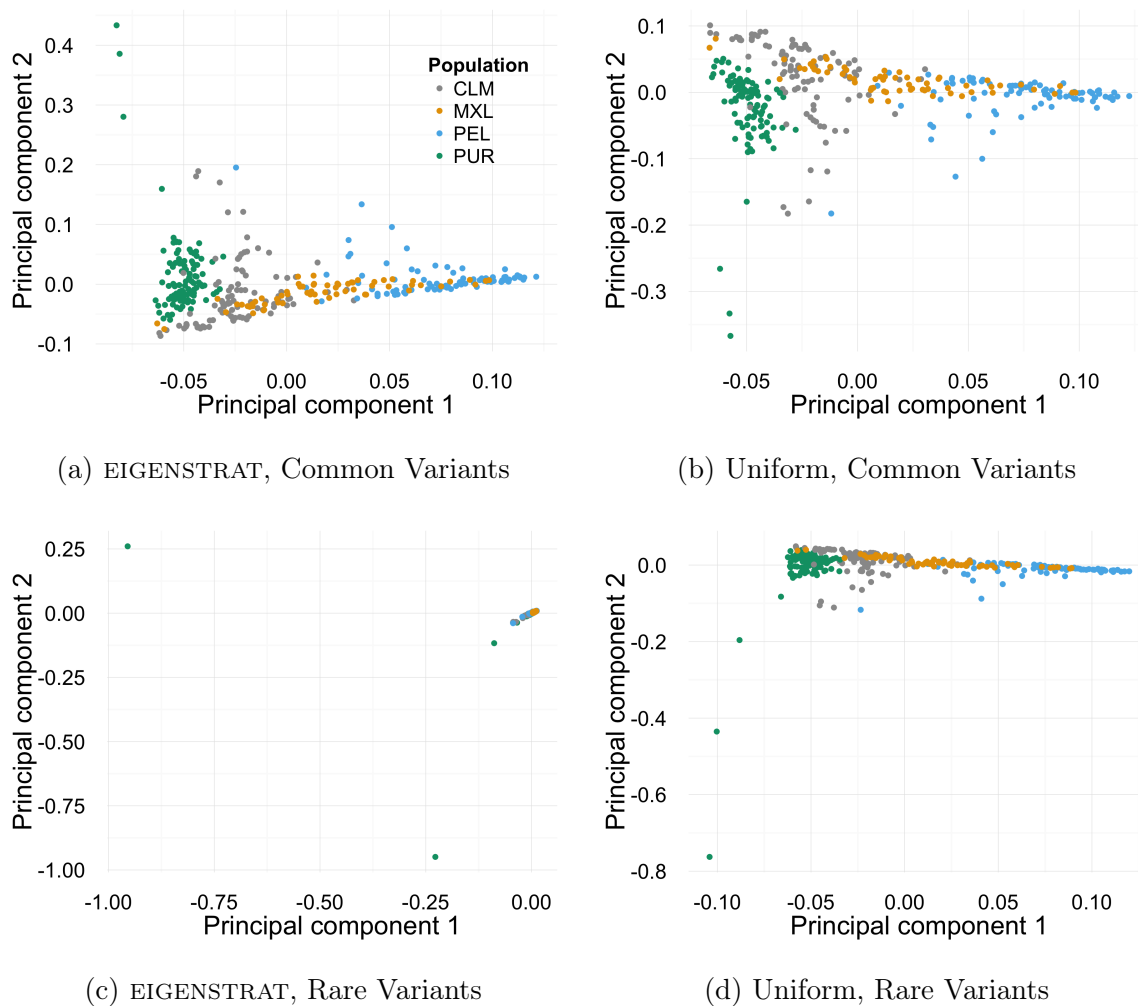 0.4
0.3
0.2
0.1
0.0
-0.1
Principal component 2
Population
CLM
MXL
PEL
PUR
-0.05
0.00
0.05
0.10
Principal component 1
(a) EIGENSTRAT, Common Variants
0.1
0.0
-0.1
-0.2
-0.3
Principal component 2
-0.05
0.00
0.05
0.10
Principal component 1
(b) Uniform, Common Variants
0.25
0.00
-0.25
-0.50
-0.75
-1.00
Principal component 2
-1.00
-0.75
-0.50
-0.25
0.00
Principal component 1
(c) EIGENSTRAT, Rare Variants
0.0
-0.2
-0.4
-0.6
-0.8
Principal component 2
-0.10
-0.05
0.00
0.05
0.10
Principal component 1
(d) Uniform, Rare Variants